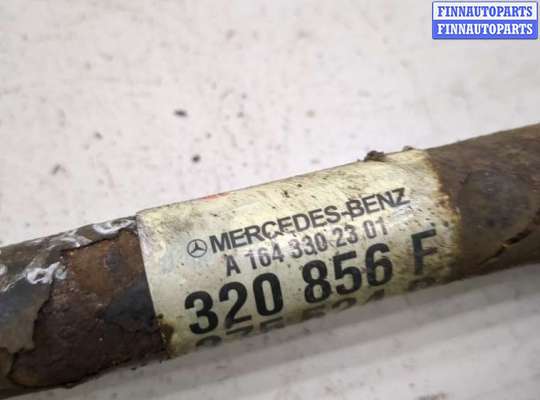 FINNAUTOPARTS
FINNAUTOPARTS
MERCEDES-BENZ
A 164 330 23 01
320 856 F